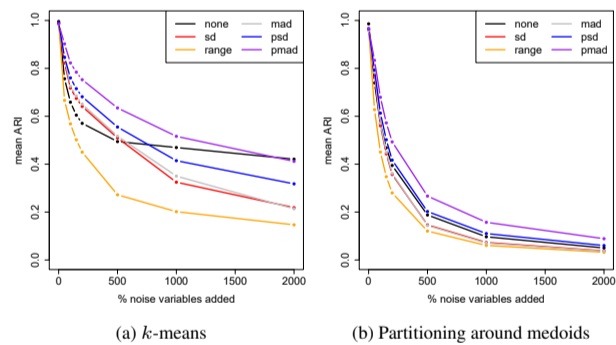 none
sd
range
mad
psd
pmad
1.0
0.8
0.6
0.4
0.2
0.0
mean ARI
0
500
1000
1500
2000
% noise variables added
(a) k-means
none
sd
range
mad
psd
pmad
1.0
0.8
0.6
0.4
0.2
0.0
mean ARI
0
500
1000
1500
2000
% noise variables added
(b) Partitioning around medoids